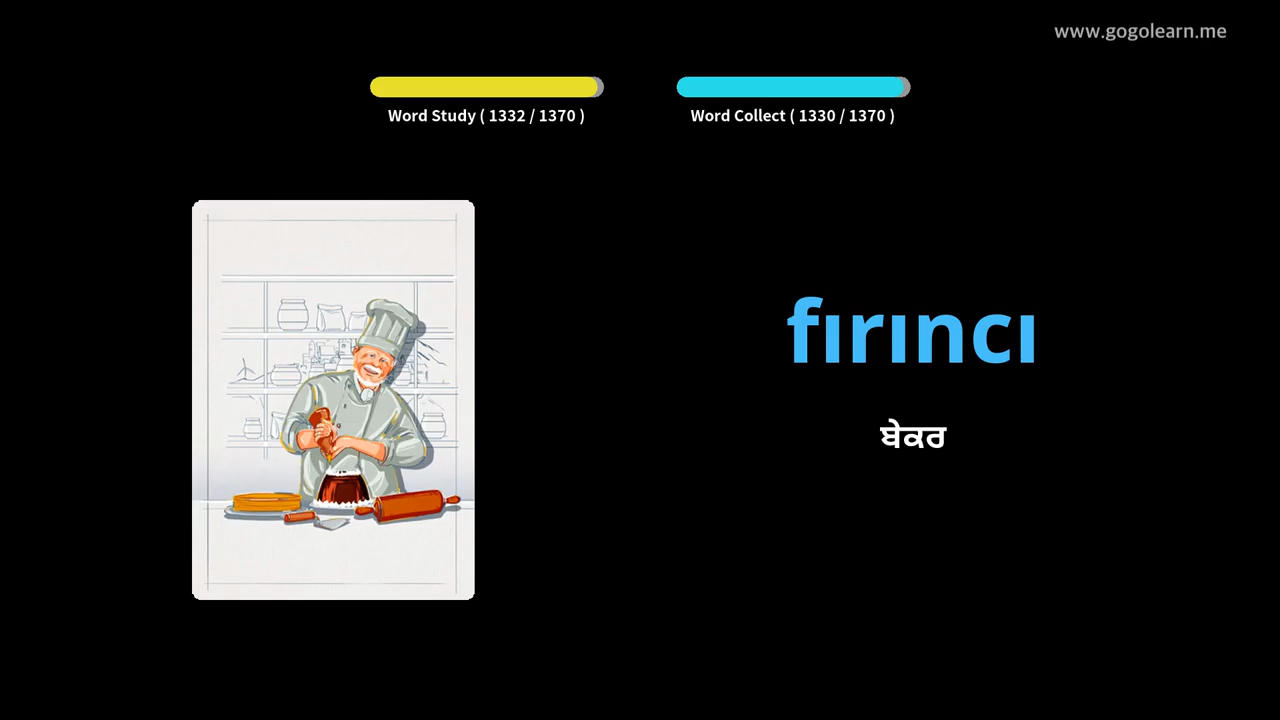 www.gogolearn.me
Word Study ( 1332 / 1370 )
Word Collect ( 1330 / 1370 )
fırıncı
ਬੇਕਰ